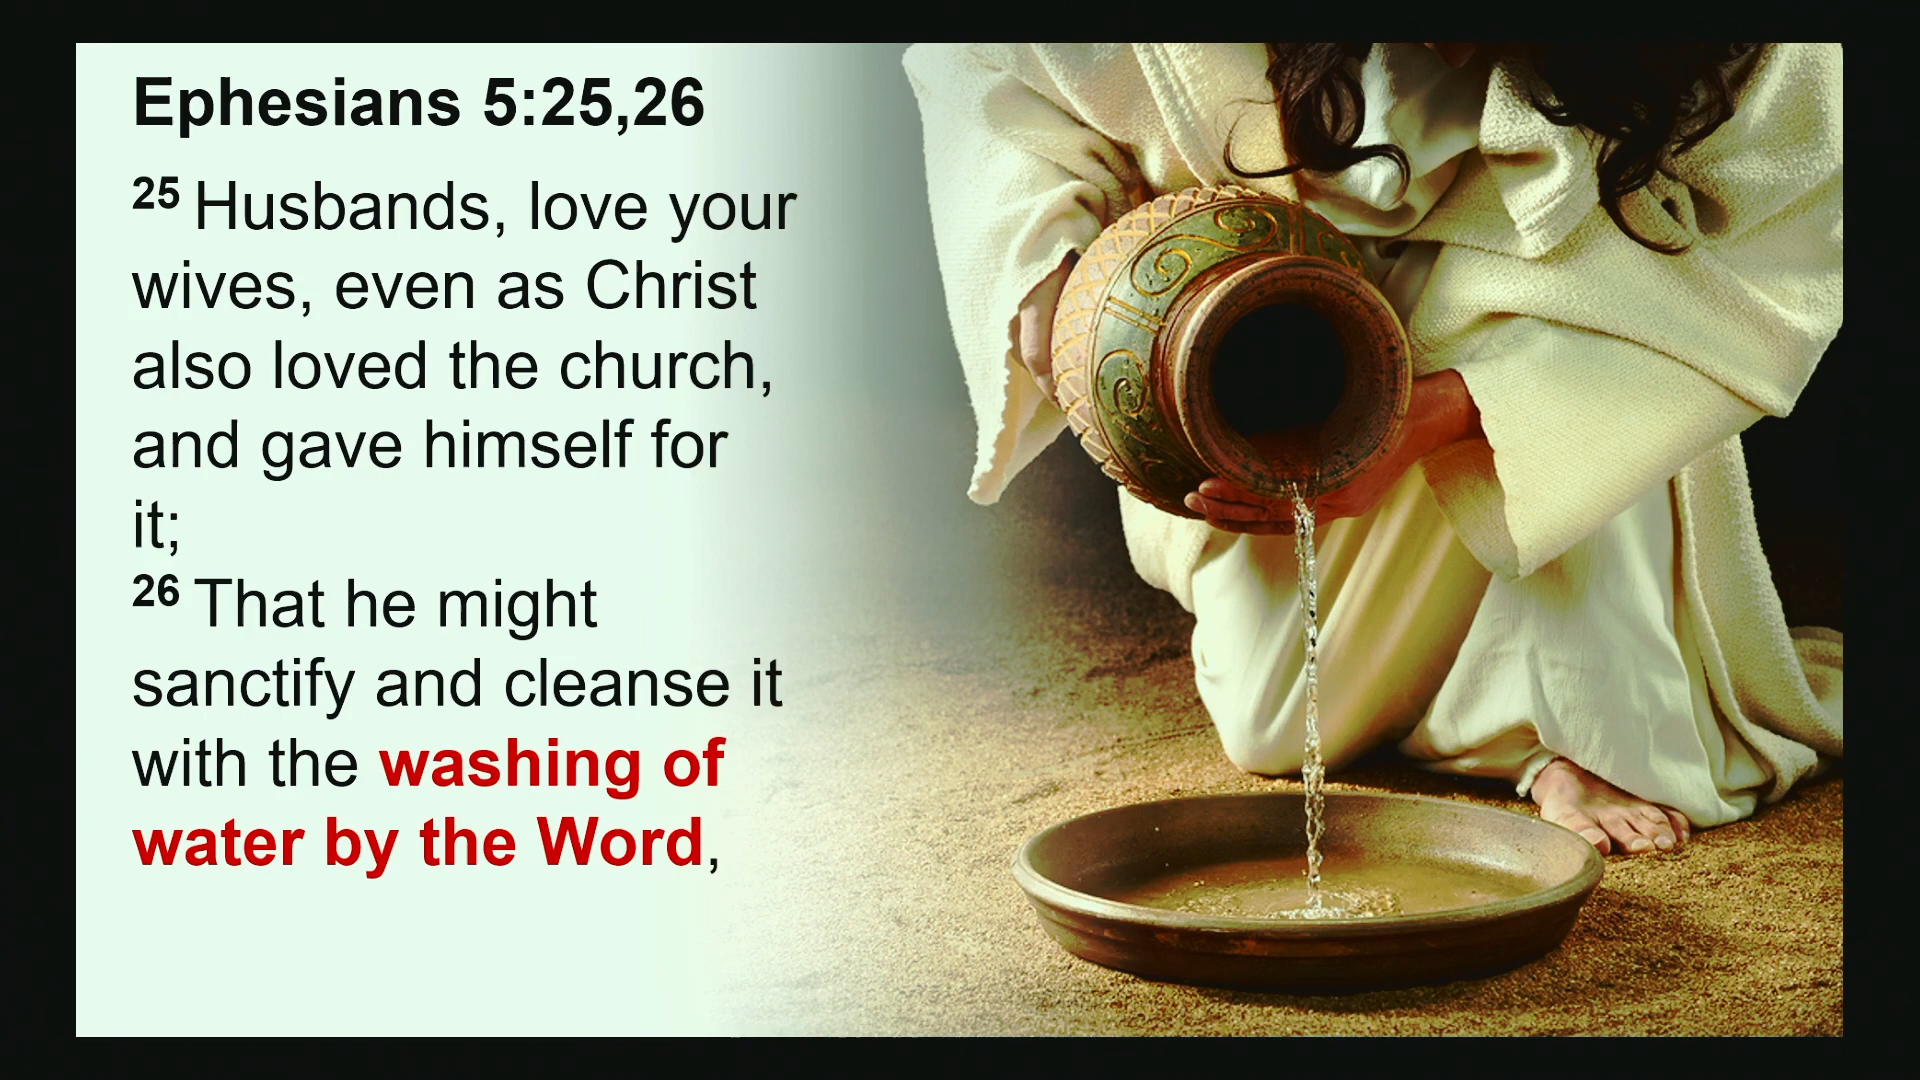 Ephesians 5:25,26
25 Husbands, love your
wives, even as Christ
also loved the church,
and gave himself for
it;
26 That he might
sanctify and cleanse it
with the washing of
water by the Word,